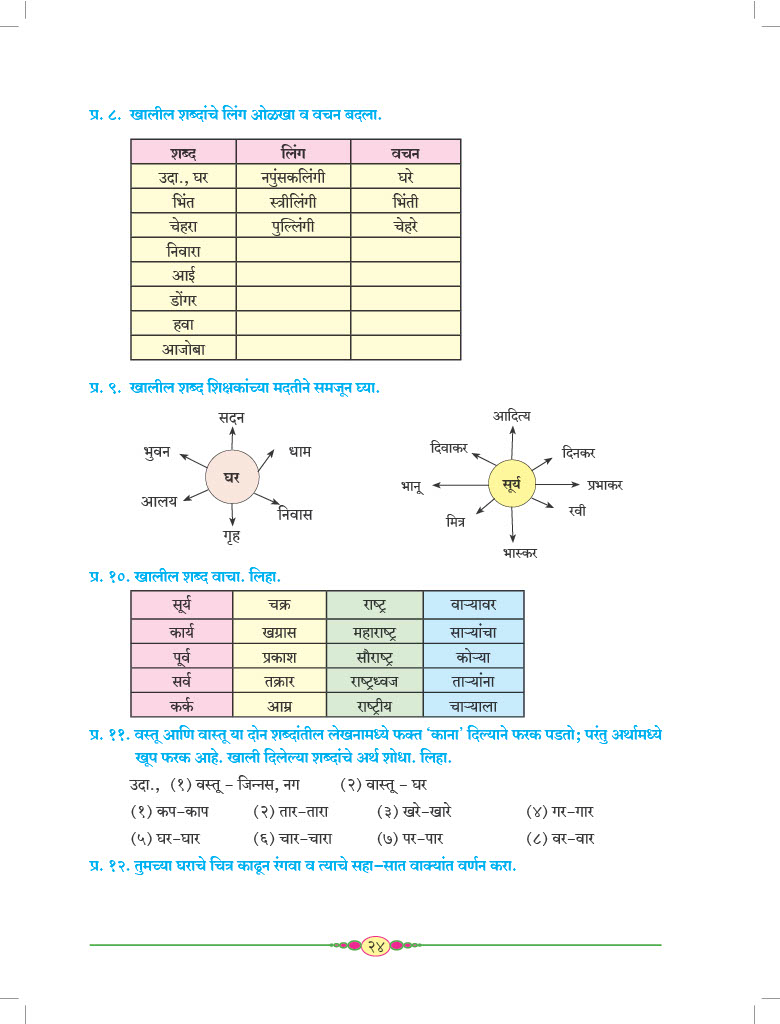 प्र. ८. खालील शब्दांचे लिंग ओळखा व वचन बदला.
शब्द लिंग वचन
उदा., घर नपुंसकलिंगी घरे
भिंत स्त्रीलिंगी भिंती
चेहरा पुल्लिंगी चेहरे
निवारा
आई
डोंगर
हवा
आजोबा
प्र. ९. खालील शब्द शिक्षकांच्या मदतीने समजून घ्या.
सदन
भुवन
धाम
घर
आलय
निवास
गृह
आदित्य
दिवाकर
दिनकर
भानू
सूर्य
प्रभाकर
मित्र
रवी
भास्कर
प्र. १०. खालील शब्द वाचा. लिहा.
सूर्य चक्र राष्ट्र वाऱ्यावर
कार्य खग्रास महाराष्ट्र साऱ्यांचा
पूर्व प्रकाश सौराष्ट्र कोऱ्या
सर्व तक्रार राष्ट्रध्वज ताऱ्यांना
कर्क आम्र राष्ट्रीय चाऱ्याला
प्र. ११. वस्तू आणि वास्तू या दोन शब्दांतील लेखनामध्ये फक्त ‘काना’ दिल्याने फरक पडतो; परंतु अर्थामध्ये
खूप फरक आहे. खाली दिलेल्या शब्दांचे अर्थ शोधा. लिहा.
उदा., (१) वस्तू – जिन्नस, नग (२) वास्तू – घर
(१) कप–काप (२) तार–तारा (३) खरे–खारे (४) गर–गार
(५) घर–घार (६) चार–चारा (७) पर–पार (८) वर–वार
प्र. १२. तुमच्या घराचे चित्र काढून रंगवा व त्याचे सहा–सात वाक्यांत वर्णन करा.
२४